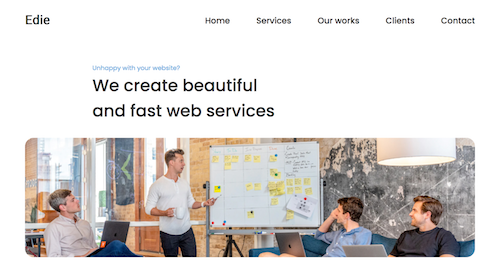 Edie
Home Services Our works Clients Contact
Unhappy with your website?
We create beautiful
and fast web services